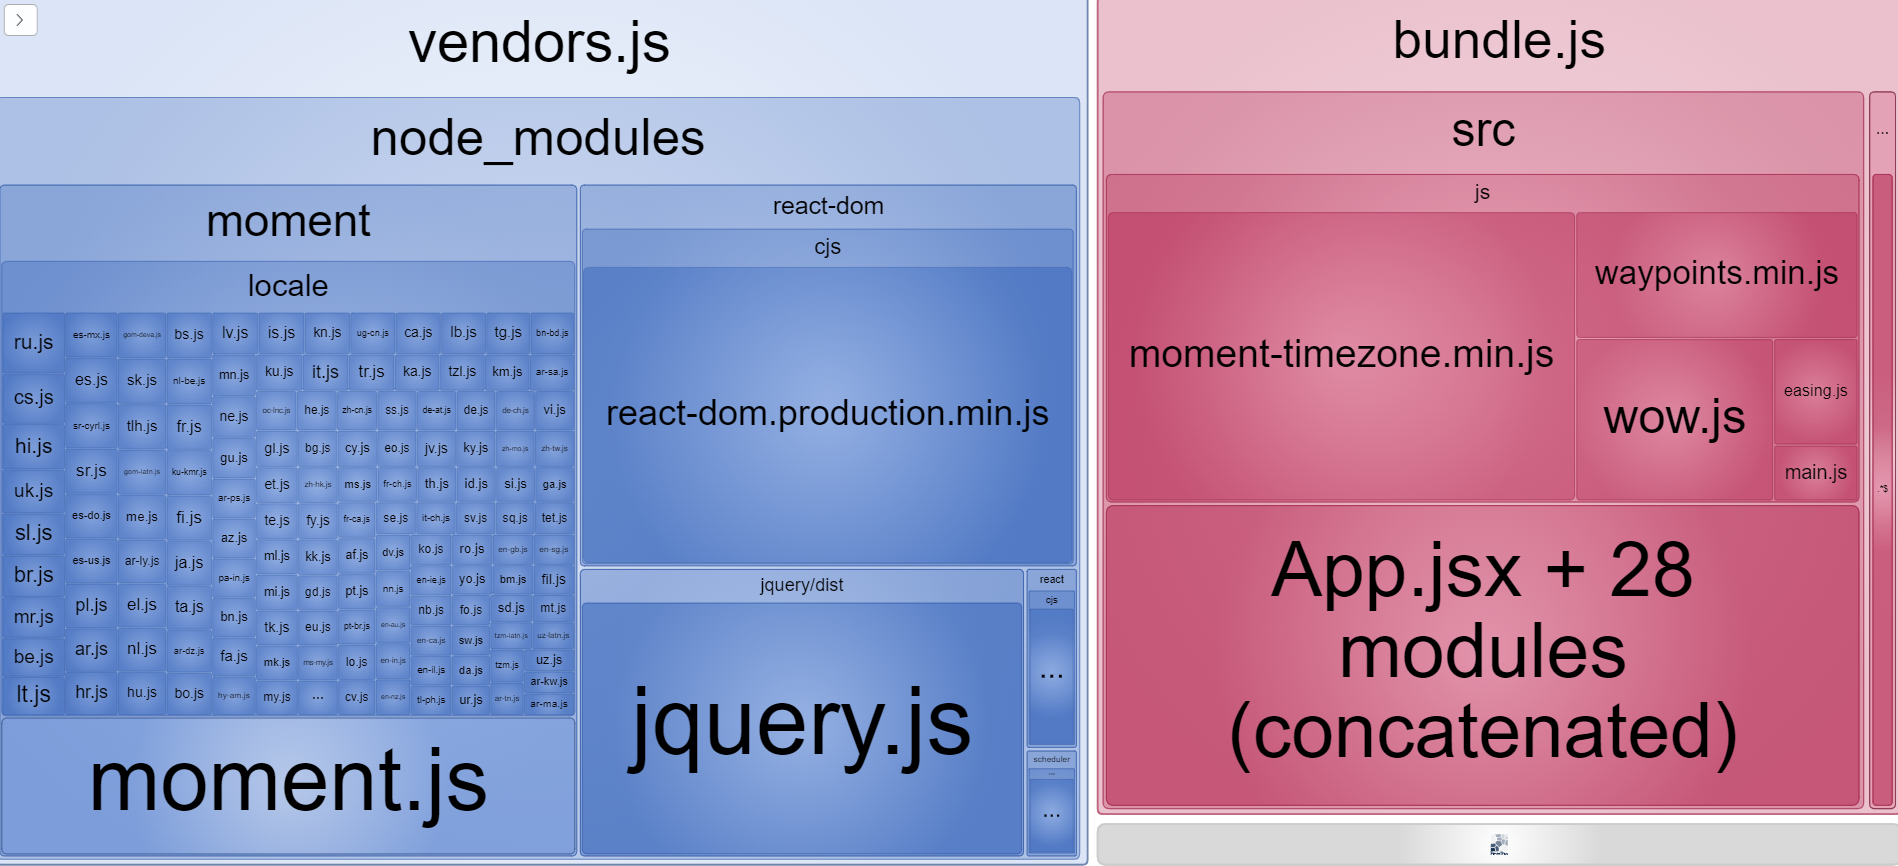 vendors.js
node_modules
moment
locale
ru.js es-mx.js gom-deva.js bs.js lv.js is.js kn.js ug-cn.js ca.js lb.js tg.js bn-bd.js
cs.js es.js sk.js nl-be.js mn.js ku.js it.js tr.js ka.js tzl.js km.js ar-sa.js
hi.js sr-cyrl.js tlh.js fr.js ne.js oc-lnc.js he.js zh-cn.js ss.js de-at.js de.js de-ch.js vi.js
uk.js sr.js gom-latn.js ku-kmr.js gu.js gl.js bg.js cy.js eo.js jv.js ky.js zh-mo.js zh-tw.js
sl.js es-do.js me.js fi.js ar-ps.js et.js zh-hk.js ms.js fr-ch.js th.js id.js si.js ga.js
br.js es-us.js ar-ly.js ja.js az.js te.js fy.js fr-ca.js se.js it-ch.js sv.js sq.js tet.js
mr.js pl.js el.js ta.js pa-in.js ml.js kk.js af.js dv.js ko.js ro.js en-gb.js en-sg.js
be.js ar.js nl.js ar-dz.js bn.js mi.js gd.js pt.js nn.js en-ie.js yo.js bm.js fil.js
lt.js hr.js hu.js bo.js fa.js tk.js eu.js pt-br.js en-au.js nb.js fo.js sd.js mt.js
hy-am.js mk.js ms-my.js lo.js en-in.js en-ca.js sw.js tzm-latn.js uz-latn.js
my.js ... cv.js en-nz.js en-il.js da.js tzm.js uz.js
tl-ph.js ur.js ar-tn.js ar-kw.js
ar-ma.js
moment.js
react-dom
cjs
react-dom.production.min.js
jquery/dist
jquery.js
react
cjs
...
scheduler
...
...
bundle.js
src
js
moment-timezone.min.js
waypoints.min.js
wow.js
easing.js
main.js
App.jsx + 28
modules
(concatenated)
...
.*$